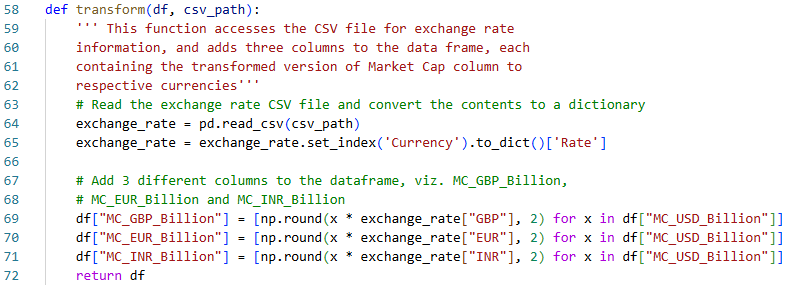 58 def transform(df, csv_path):
59 ''' This function accesses the CSV file for exchange rate
60 information, and adds three columns to the data frame, each
61 containing the transformed version of Market Cap column to
62 respective currencies'''
63 # Read the exchange rate CSV file and convert the contents to a dictionary
64 exchange_rate = pd.read_csv(csv_path)
65 exchange_rate = exchange_rate.set_index('Currency').to_dict()['Rate']
66
67 # Add 3 different columns to the dataframe, viz. MC_GBP_Billion,
68 # MC_EUR_Billion and MC_INR_Billion
69 df["MC_GBP_Billion"] = [np.round(x * exchange_rate["GBP"], 2) for x in df["MC_USD_Billion"]]
70 df["MC_EUR_Billion"] = [np.round(x * exchange_rate["EUR"], 2) for x in df["MC_USD_Billion"]]
71 df["MC_INR_Billion"] = [np.round(x * exchange_rate["INR"], 2) for x in df["MC_USD_Billion"]]
72 return df